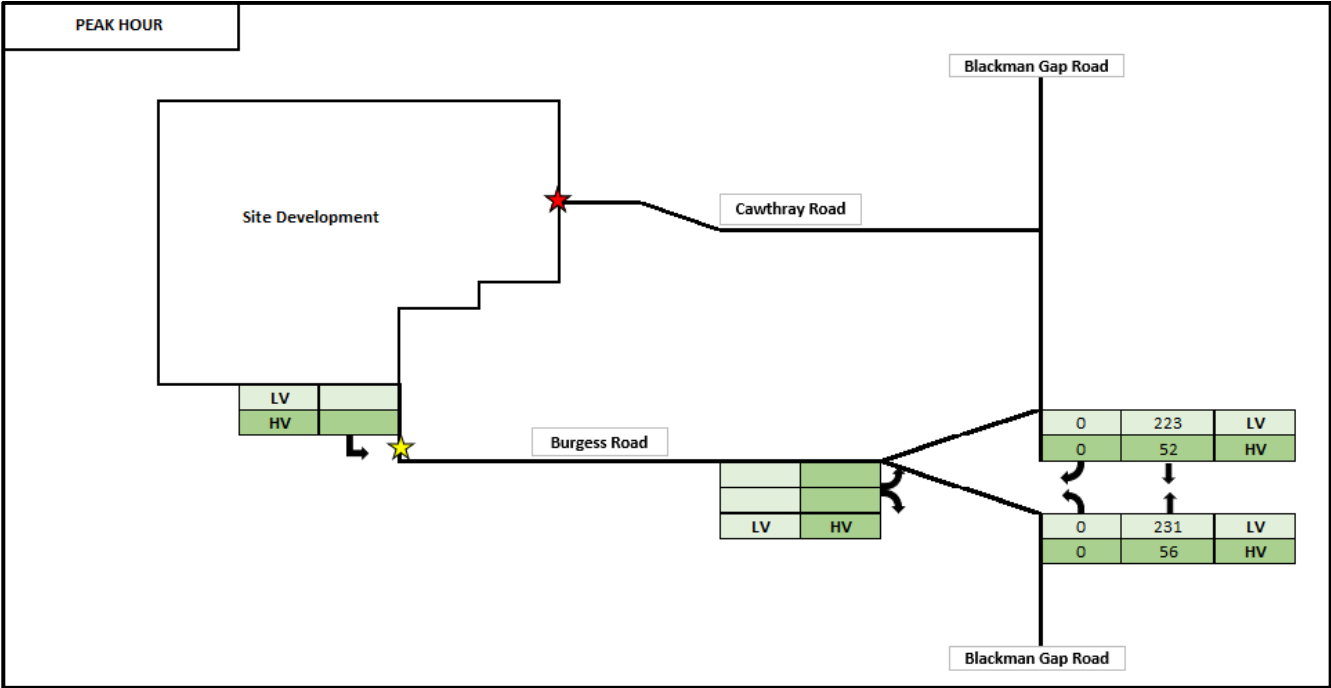 PEAK HOUR
Blackman Gap Road
Cawthray Road
Site Development
LV
HV
Burgess Road
0 223 LV
0 52 HV
LV HV
0 231 LV
0 56 HV
Blackman Gap Road